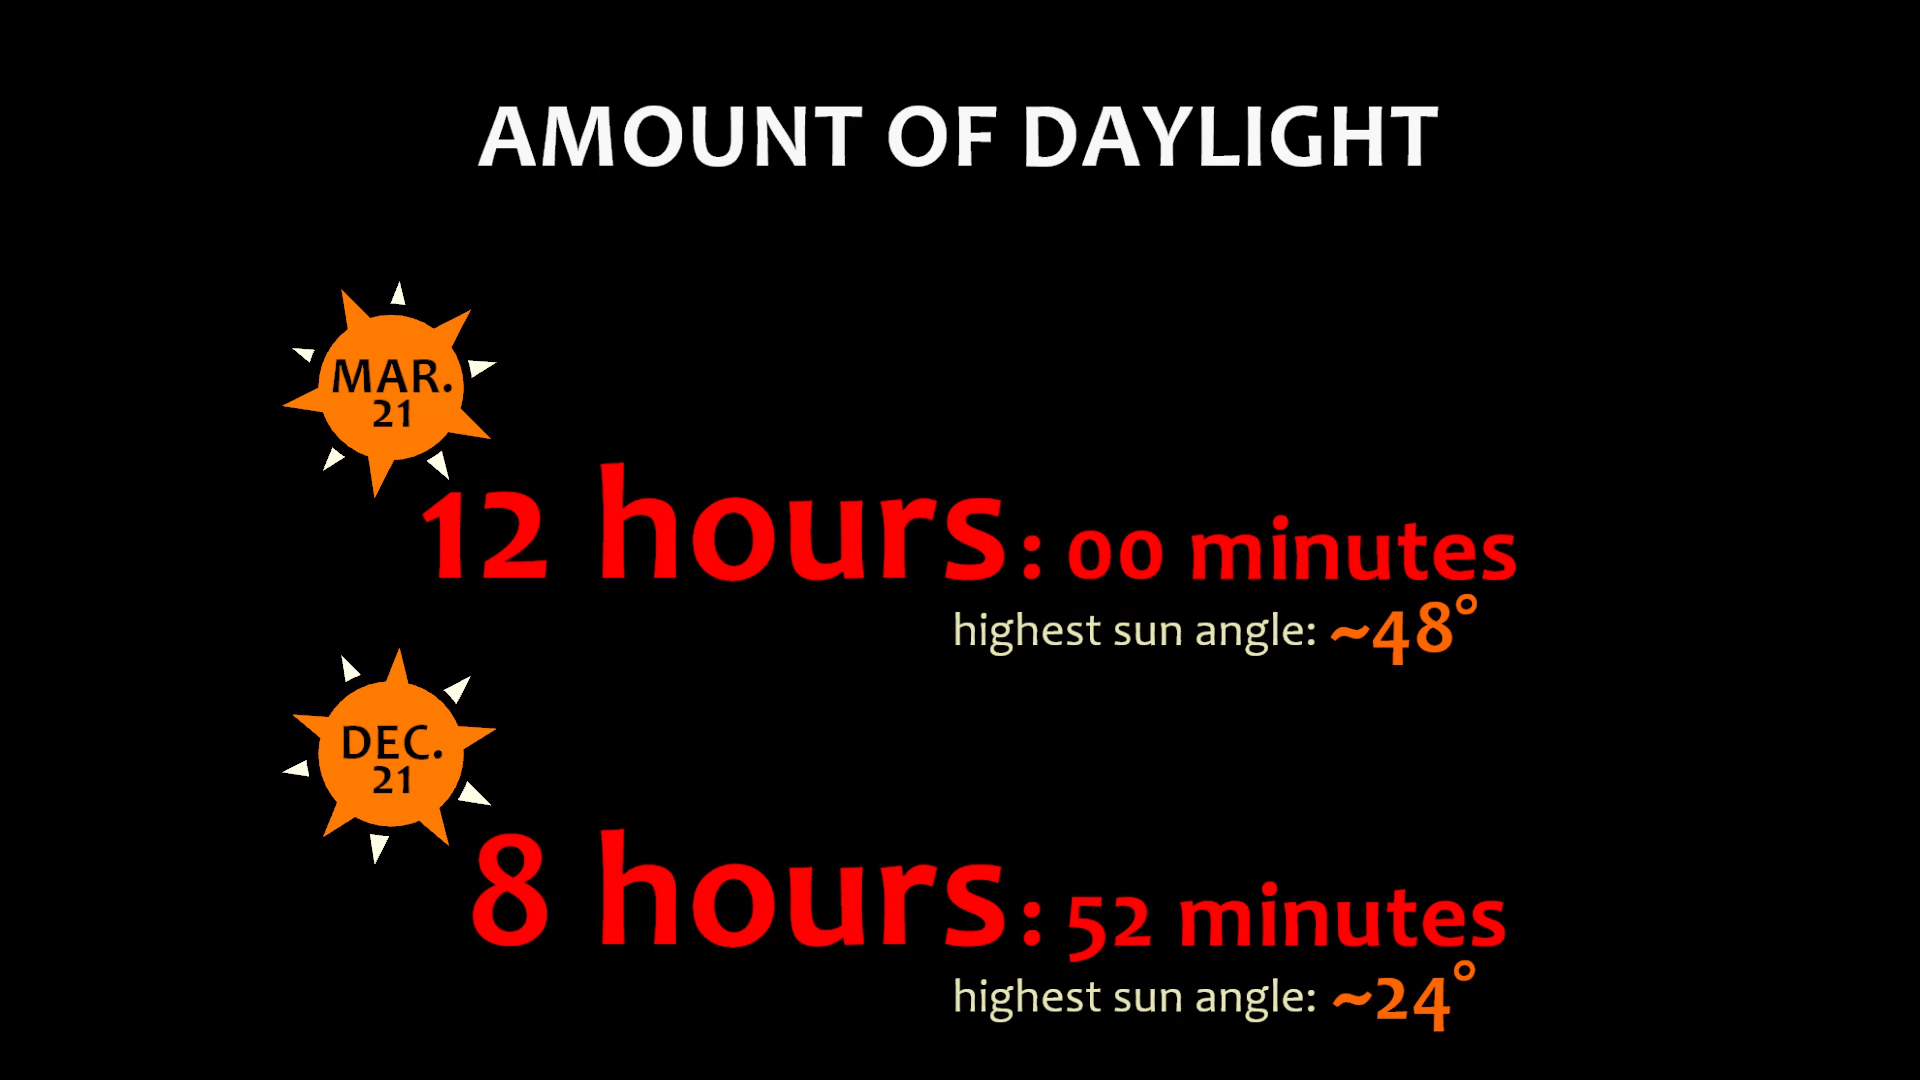 AMOUNT OF DAYLIGHT
MAR.
21
12 hours: 00 minutes
highest sun angle: ~48°
DEC.
21
8 hours: 52 minutes
highest sun angle: ~24°